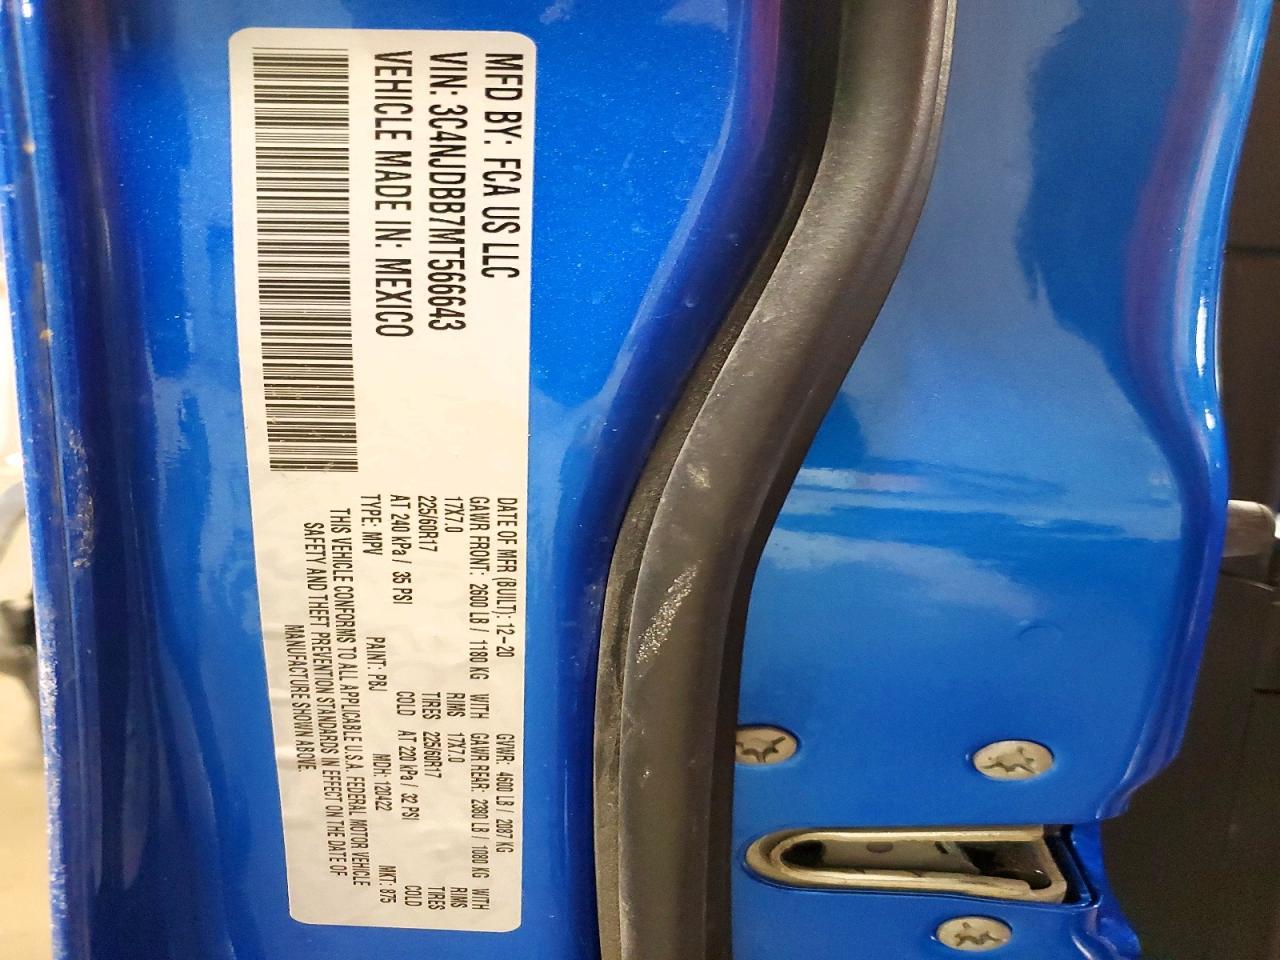 MFD BY: FCA US LLC
VIN: 3C4NJDBB7MT566643
VEHICLE MADE IN: MEXICO
DATE OF MFR (BUILT): 12-20 GVWR: 4600 LB / 2087 KG
GAWR FRONT: 2600 LB / 1180 KG WITH GAWR REAR: 2380 LB / 1080 KG WITH
17X7.0 RIMS 17X7.0 RIMS
225/60R17 TIRES 225/60R17 TIRES
AT 240 kPa / 35 PSI COLD AT 220 kPa / 32 PSI COLD
TYPE: MPV PAINT: PBJ MDH: 120422 MKT: 875
THIS VEHICLE CONFORMS TO ALL APPLICABLE U.S.A. FEDERAL MOTOR VEHICLE
SAFETY AND THEFT PREVENTION STANDARDS IN EFFECT ON THE DATE OF
MANUFACTURE SHOWN ABOVE.